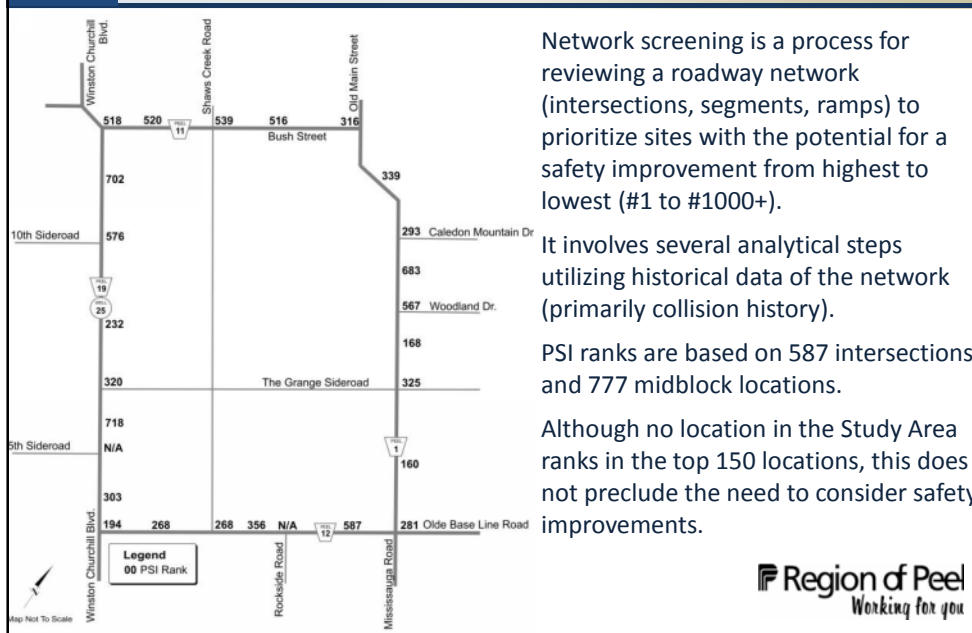 Winston Churchill
Blvd.
Shaws Creek Road
Old Main Street
518 520 PEEL 11 539 516 316
Bush Street
702
339
10th Sideroad 576
293 Caledon Mountain Dr
683
PEEL
19
25
567 Woodland Dr.
232
168
320 The Grange Sideroad 325
718
5th Sideroad N/A
PEEL
1
160
303
194 268 268 356 N/A PEEL 12 587 281 Olde Base Line Road
Winston Churchill Blvd.
Rockside Road
Mississauga Road
Legend
00 PSI Rank
Map Not To Scale
Network screening is a process for
reviewing a roadway network
(intersections, segments, ramps) to
prioritize sites with the potential for a
safety improvement from highest to
lowest (#1 to #1000+).
It involves several analytical steps
utilizing historical data of the network
(primarily collision history).
PSI ranks are based on 587 intersections
and 777 midblock locations.
Although no location in the Study Area
ranks in the top 150 locations, this does
not preclude the need to consider safety
improvements.
Region of Peel
Working for you